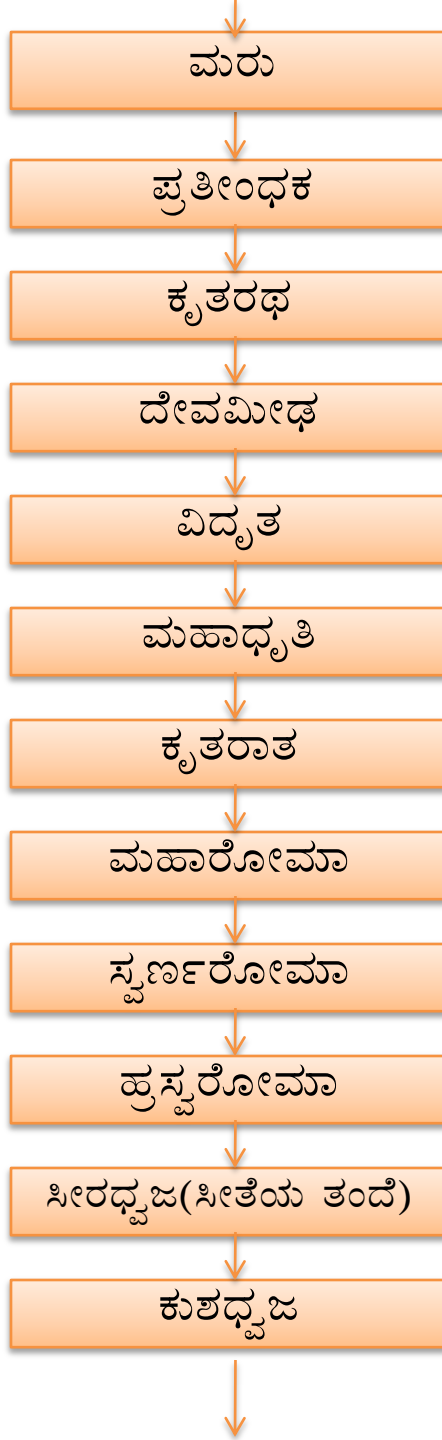 ಮರು
ಪ್ರತೀಂಧಕ
ಕೃತರಥ
ದೇವಮೀಢ
ವಿದೃತ
ಮಹಾಧೃತಿ
ಕೃತರಾತ
ಮಹಾರೋಮಾ
ಸ್ವರ್ಣರೋಮಾ
ಹ್ರಸ್ವರೋಮಾ
ಸೀರಧ್ವಜ(ಸೀತೆಯ ತಂದೆ)
ಕುಶಧ್ವಜ